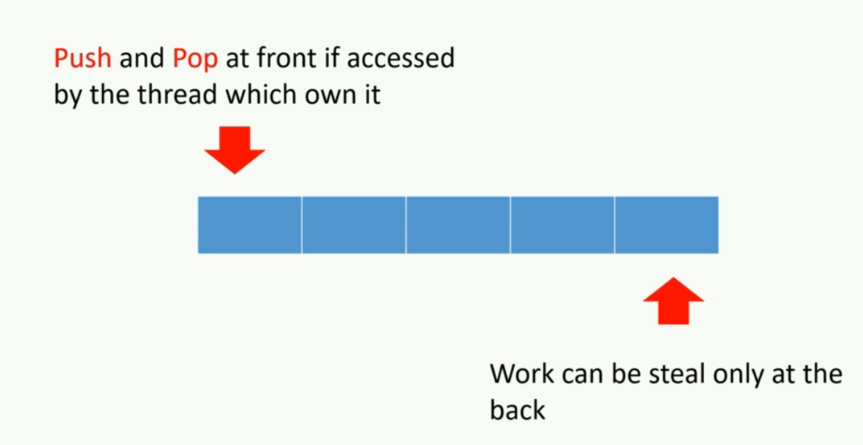 Push and Pop at front if accessed
by the thread which own it
Work can be steal only at the
back